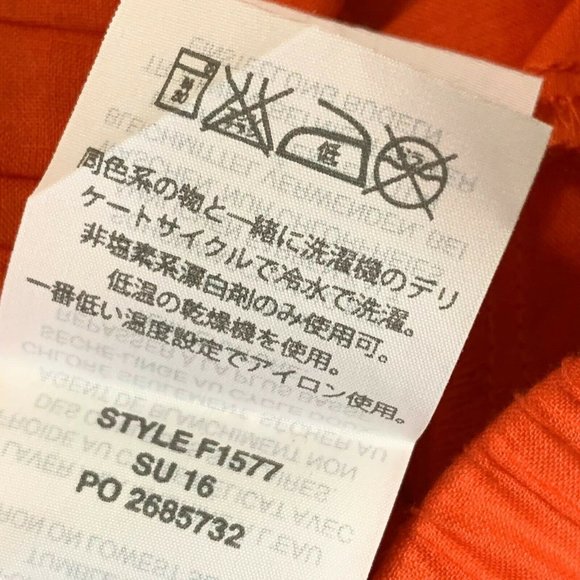 低
同色系の物と一緒に洗濯機のデリ
ケートサイクルで冷水で洗濯。
非塩素系漂白剤のみ使用可。
低温の乾燥機を使用。
一番低い温度設定でアイロン使用。
STYLE F1577
SU 16
PO 2685732